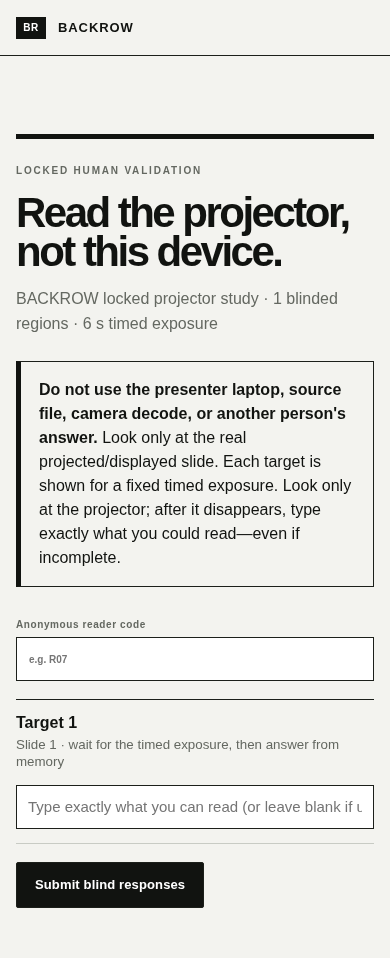 BR BACKROW
LOCKED HUMAN VALIDATION
Read the projector,
not this device.
BACKROW locked projector study · 1 blinded
regions · 6 s timed exposure
Do not use the presenter laptop, source
file, camera decode, or another person's
answer. Look only at the real
projected/displayed slide. Each target is
shown for a fixed timed exposure. Look only
at the projector; after it disappears, type
exactly what you could read—even if
incomplete.
Anonymous reader code
e.g. R07
Target 1
Slide 1 · wait for the timed exposure, then answer from
memory
Type exactly what you can read (or leave blank if
Submit blind responses